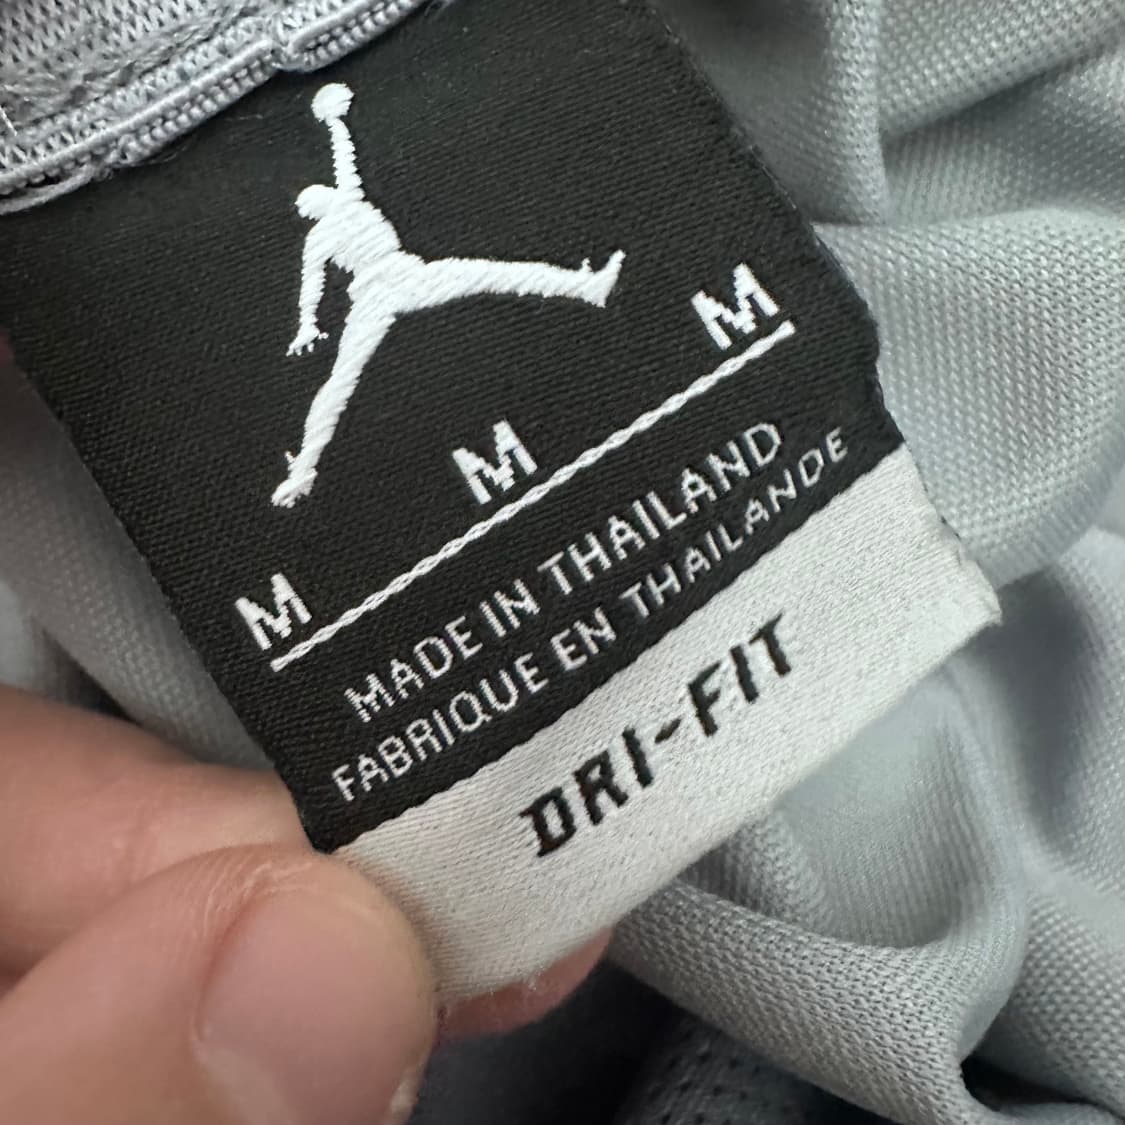 M M M
MADE IN THAILAND
FABRIQUE EN THAILANDE
DRI-FIT